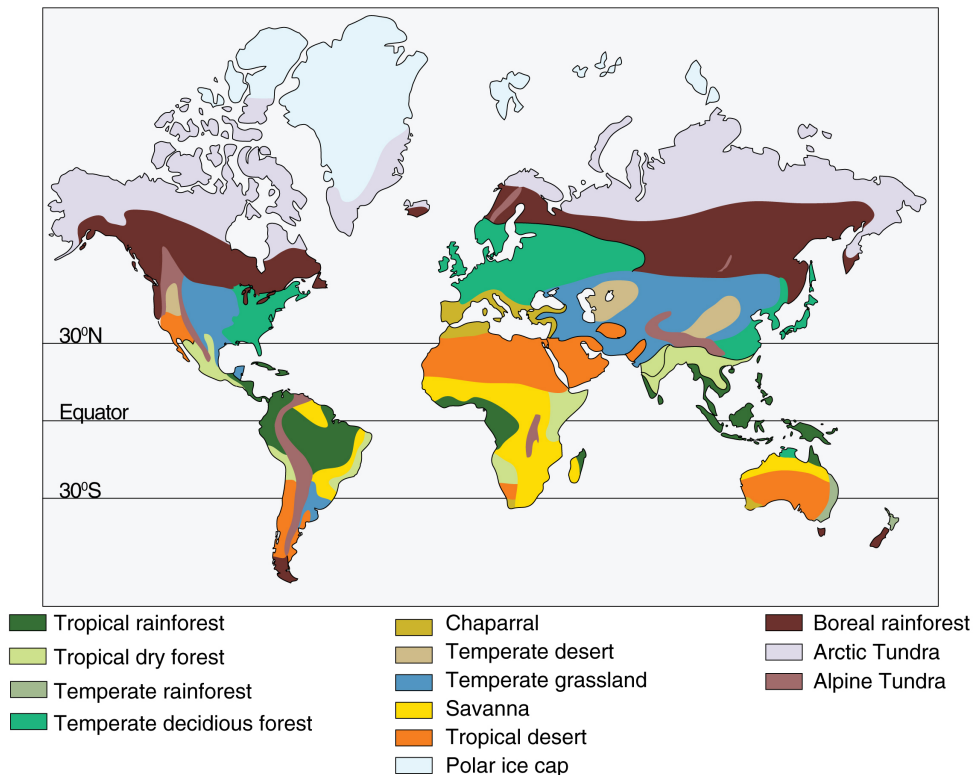 30⁰N
Equator
30⁰S
Tropical rainforest
Tropical dry forest
Temperate rainforest
Temperate decidious forest
Chaparral
Temperate desert
Temperate grassland
Savanna
Tropical desert
Polar ice cap
Boreal rainforest
Arctic Tundra
Alpine Tundra